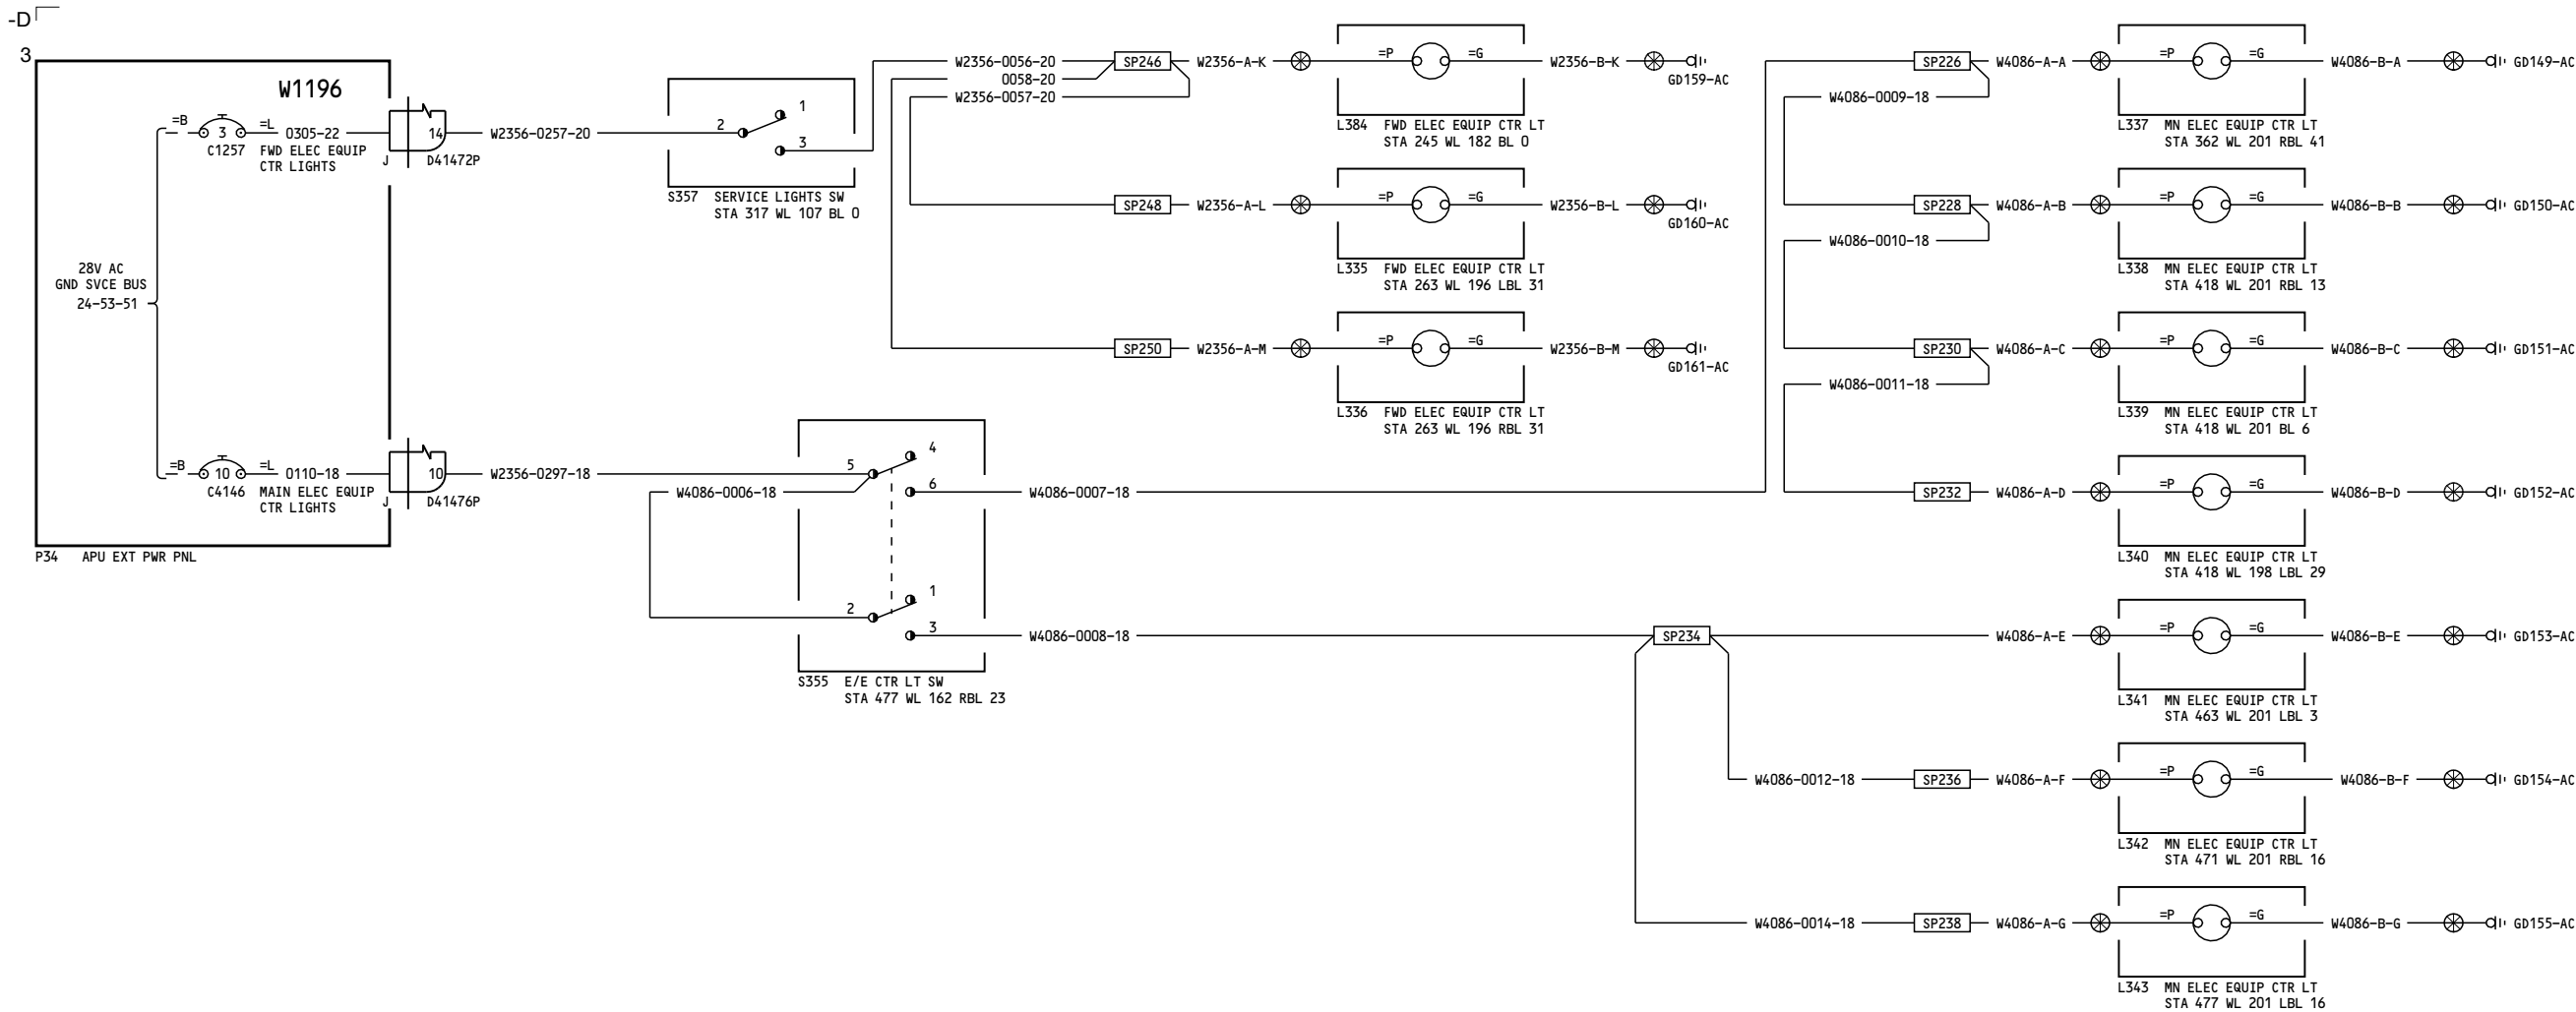 -D
3
W1196
=B
3
=L
0305-22
C1257
FWD ELEC EQUIP
CTR LIGHTS
14
J
D41472P
28V AC
GND SVCE BUS
24-53-51
=B
10
=L
0110-18
C4146
MAIN ELEC EQUIP
CTR LIGHTS
10
J
D41476P
P34 APU EXT PWR PNL
W2356-0257-20
2
1
3
S357 SERVICE LIGHTS SW
STA 317 WL 107 BL 0
W2356-0297-18
W4086-0006-18
5
4
6
2
1
3
S355 E/E CTR LT SW
STA 477 WL 162 RBL 23
W4086-0007-18
W4086-0008-18
W2356-0056-20
0058-20
W2356-0057-20
SP246
W2356-A-K
=P
=G
W2356-B-K
GD159-AC
L384 FWD ELEC EQUIP CTR LT
STA 245 WL 182 BL 0
SP248
W2356-A-L
=P
=G
W2356-B-L
GD160-AC
L335 FWD ELEC EQUIP CTR LT
STA 263 WL 196 LBL 31
SP250
W2356-A-M
=P
=G
W2356-B-M
GD161-AC
L336 FWD ELEC EQUIP CTR LT
STA 263 WL 196 RBL 31
SP226
W4086-A-A
=P
=G
W4086-B-A
GD149-AC
W4086-0009-18
L337 MN ELEC EQUIP CTR LT
STA 362 WL 201 RBL 41
SP228
W4086-A-B
=P
=G
W4086-B-B
GD150-AC
W4086-0010-18
L338 MN ELEC EQUIP CTR LT
STA 418 WL 201 RBL 13
SP230
W4086-A-C
=P
=G
W4086-B-C
GD151-AC
W4086-0011-18
L339 MN ELEC EQUIP CTR LT
STA 418 WL 201 BL 6
SP232
W4086-A-D
=P
=G
W4086-B-D
GD152-AC
L340 MN ELEC EQUIP CTR LT
STA 418 WL 198 LBL 29
SP234
W4086-A-E
=P
=G
W4086-B-E
GD153-AC
L341 MN ELEC EQUIP CTR LT
STA 463 WL 201 LBL 3
W4086-0012-18
SP236
W4086-A-F
=P
=G
W4086-B-F
GD154-AC
L342 MN ELEC EQUIP CTR LT
STA 471 WL 201 RBL 16
W4086-0014-18
SP238
W4086-A-G
=P
=G
W4086-B-G
GD155-AC
L343 MN ELEC EQUIP CTR LT
STA 477 WL 201 LBL 16